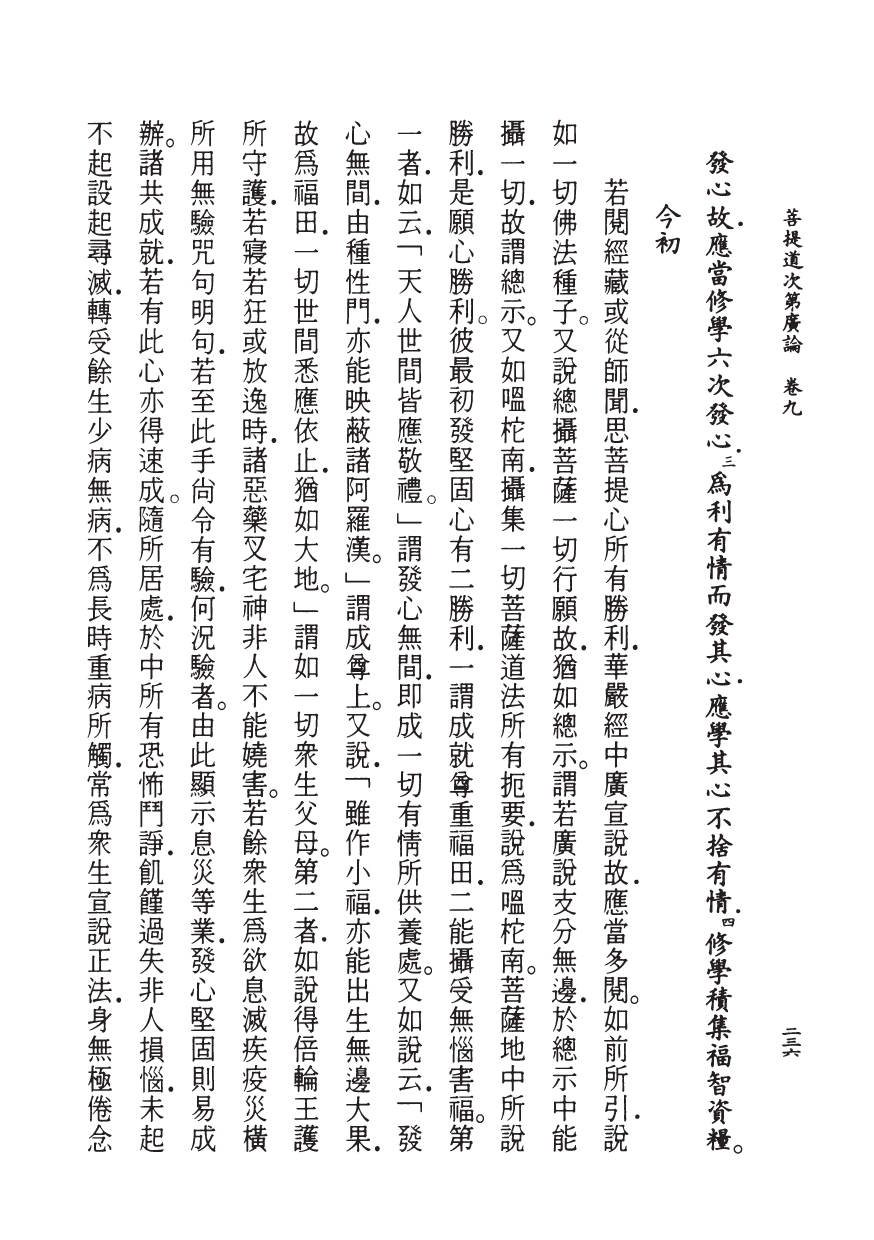 菩提道次第廣論　卷九
二三六
發心故．應當修學六次發心．三為利有情而發其心．應學其心不捨有情．四修學積集福智資糧。
今初
若閱經藏或從師聞．思菩提心所有勝利．華嚴經中廣宣說故．應當多閱。如前所引．說
如一切佛法種子。又說總攝菩薩一切行願故．猶如總示。謂若廣說支分無邊．於總示中能
攝一切．故謂總示。又如嗢柁南．攝集一切菩薩道法所有扼要．說為嗢柁南。菩薩地中所說
勝利．是願心勝利。彼最初發堅固心有二勝利．一謂成就尊重福田．二能攝受無惱害福。第
一者．如云．「天人世間皆應敬禮。」謂發心無間．即成一切有情所供養處。又如說云．「發
心無間．由種性門．亦能映蔽諸阿羅漢。」謂成尊上。又說．「雖作小福．亦能出生無邊大果．
故為福田．一切世間悉應依止．猶如大地。」謂如一切眾生父母。第二者．如說得倍輪王護
所守護．若寢若狂或放逸時．諸惡藥叉宅神非人不能嬈害。若餘眾生為欲息滅疾疫災橫
所用無驗咒句明句．若至此手尚令有驗．何況驗者。由此顯示息災等業．發心堅固則易成
辦。諸共成就．若有此心亦得速成。隨所居處．於中所有恐怖鬥諍．飢饉過失非人損惱．未起
不起設起尋滅．轉受餘生少病無病．不為長時重病所觸．常為眾生宣說正法．身無極倦念